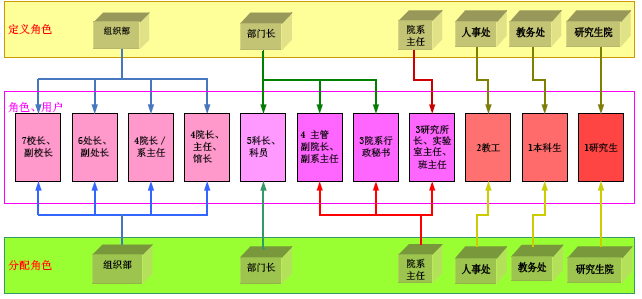 定义角色
组织部
部门长
院系
主任
人事处
教务处
研究生院
角色、用户
7校长、
副校长
6处长、
副处长
4院长/
系主任
4院长、
主任、
馆长
5科长、
科员
4 主管
副院长、
副系主任
3院系行
政秘书
3研究所
长、实验
室主任、
班主任
2教工
1本科生
1研究生
分配角色
组织部
部门长
院系
主任
人事处
教务处
研究生院